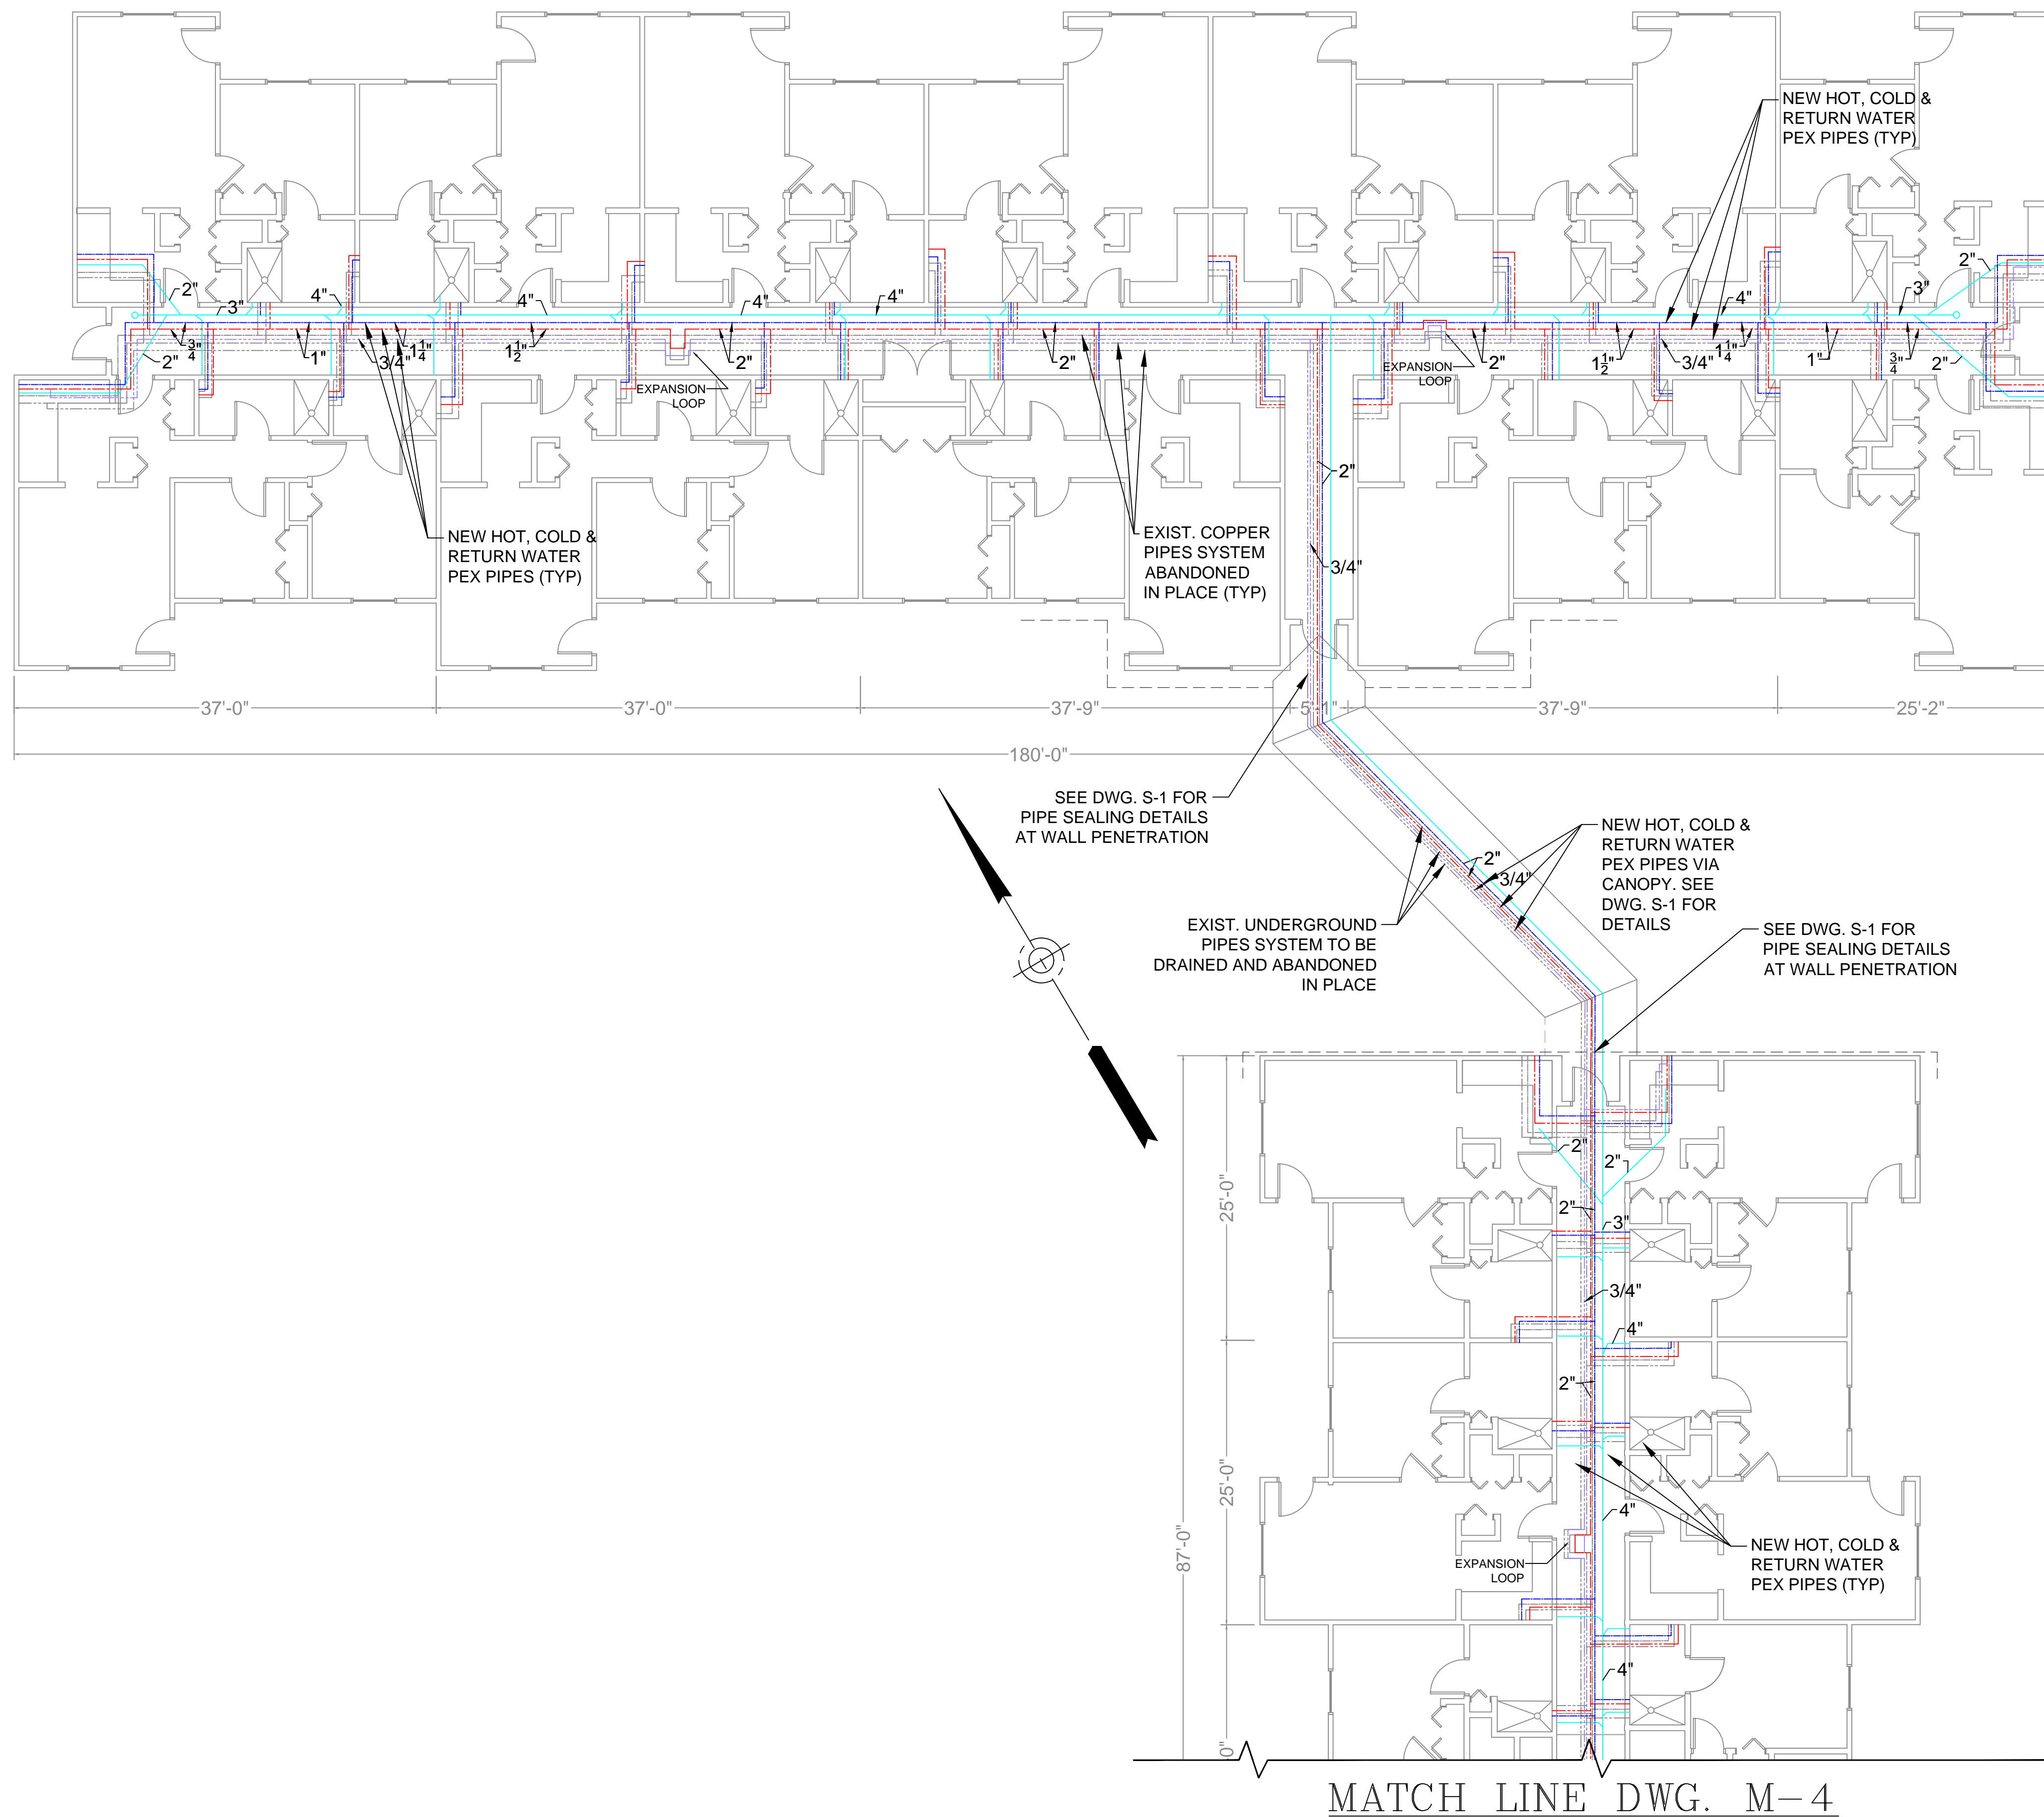 NEW HOT, COLD &
RETURN WATER
PEX PIPES (TYP)
2"
3"
4"
4"
4"
4"
4"
3"
2"
2"
3/4"
1"
3/4"
1 1/4"
1 1/2"
2"
2"
2"
1 1/2"
3/4"
1 1/4"
1"
3/4"
2"
EXPANSION
LOOP
EXPANSION
LOOP
2"
3/4"
NEW HOT, COLD &
RETURN WATER
PEX PIPES (TYP)
EXIST. COPPER
PIPES SYSTEM
ABANDONED
IN PLACE (TYP)
37'-0"
37'-0"
37'-9"
5'-1"
37'-9"
25'-2"
180'-0"
SEE DWG. S-1 FOR
PIPE SEALING DETAILS
AT WALL PENETRATION
2"
3/4"
NEW HOT, COLD &
RETURN WATER
PEX PIPES VIA
CANOPY. SEE
DWG. S-1 FOR
DETAILS
EXIST. UNDERGROUND
PIPES SYSTEM TO BE
DRAINED AND ABANDONED
IN PLACE
SEE DWG. S-1 FOR
PIPE SEALING DETAILS
AT WALL PENETRATION
2"
2"
2"
3"
25'-0"
3/4"
4"
2"
25'-0"
4"
87'-0"
EXPANSION
LOOP
NEW HOT, COLD &
RETURN WATER
PEX PIPES (TYP)
4"
0"
MATCH LINE DWG. M-4